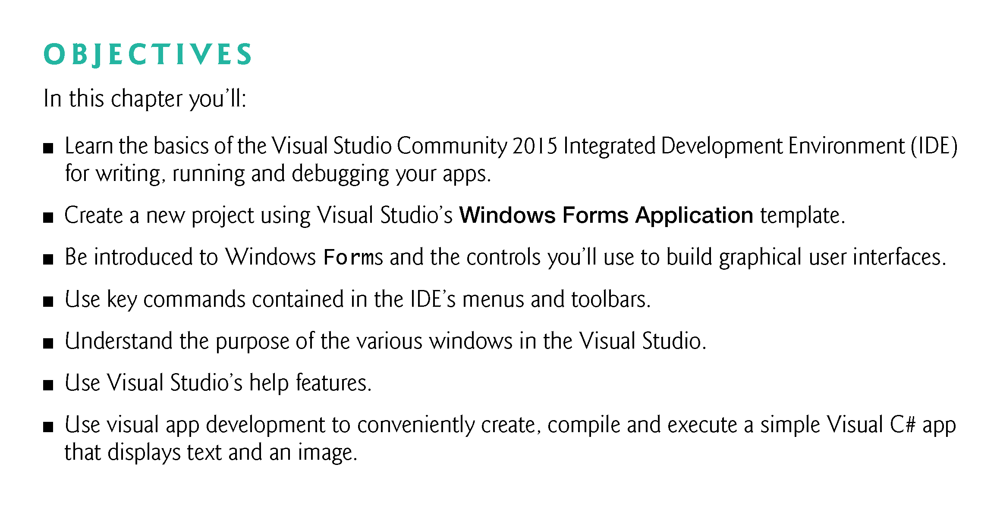 OBJECTIVES
In this chapter you’ll:
■ Learn the basics of the Visual Studio Community 2015 Integrated Development Environment (IDE)
for writing, running and debugging your apps.
■ Create a new project using Visual Studio’s Windows Forms Application template.
■ Be introduced to Windows Forms and the controls you’ll use to build graphical user interfaces.
■ Use key commands contained in the IDE’s menus and toolbars.
■ Understand the purpose of the various windows in the Visual Studio.
■ Use Visual Studio’s help features.
■ Use visual app development to conveniently create, compile and execute a simple Visual C# app
that displays text and an image.